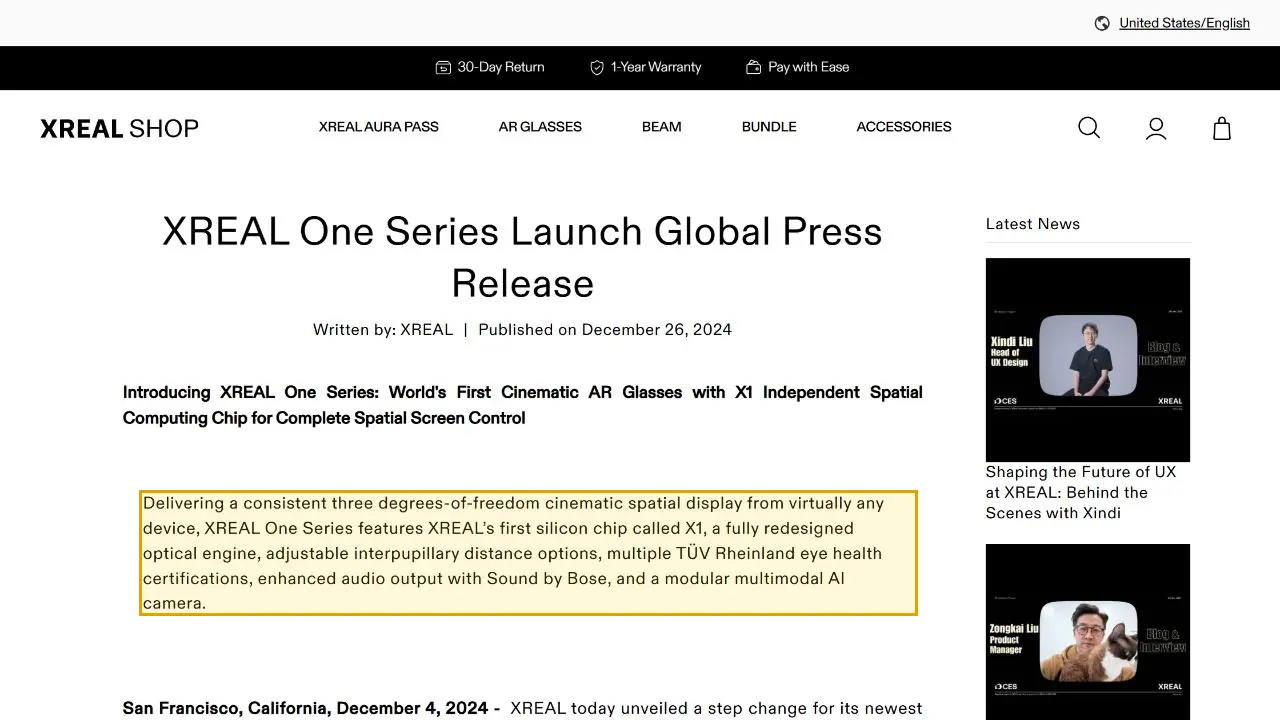 United States/English
30-Day Return
1-Year Warranty
Pay with Ease
XREAL SHOP
XREAL AURA PASS
AR GLASSES
BEAM
BUNDLE
ACCESSORIES
XREAL One Series Launch Global Press
Release
Written by: XREAL | Published on December 26, 2024
Introducing XREAL One Series: World's First Cinematic AR Glasses with X1 Independent Spatial
Computing Chip for Complete Spatial Screen Control
Delivering a consistent three degrees-of-freedom cinematic spatial display from virtually any
device, XREAL One Series features XREAL’s first silicon chip called X1, a fully redesigned
optical engine, adjustable interpupillary distance options, multiple TÜV Rheinland eye health
certifications, enhanced audio output with Sound by Bose, and a modular multimodal AI
camera.
San Francisco, California, December 4, 2024 - XREAL today unveiled a step change for its newest
Latest News
Xindi Liu
Head of
UX Design
Blog &
Interview
CES
XREAL
Shaping the Future of UX
at XREAL: Behind the
Scenes with Xindi
Zongkai Liu
Product
Manager
Blog &
Interview
CES
XREAL